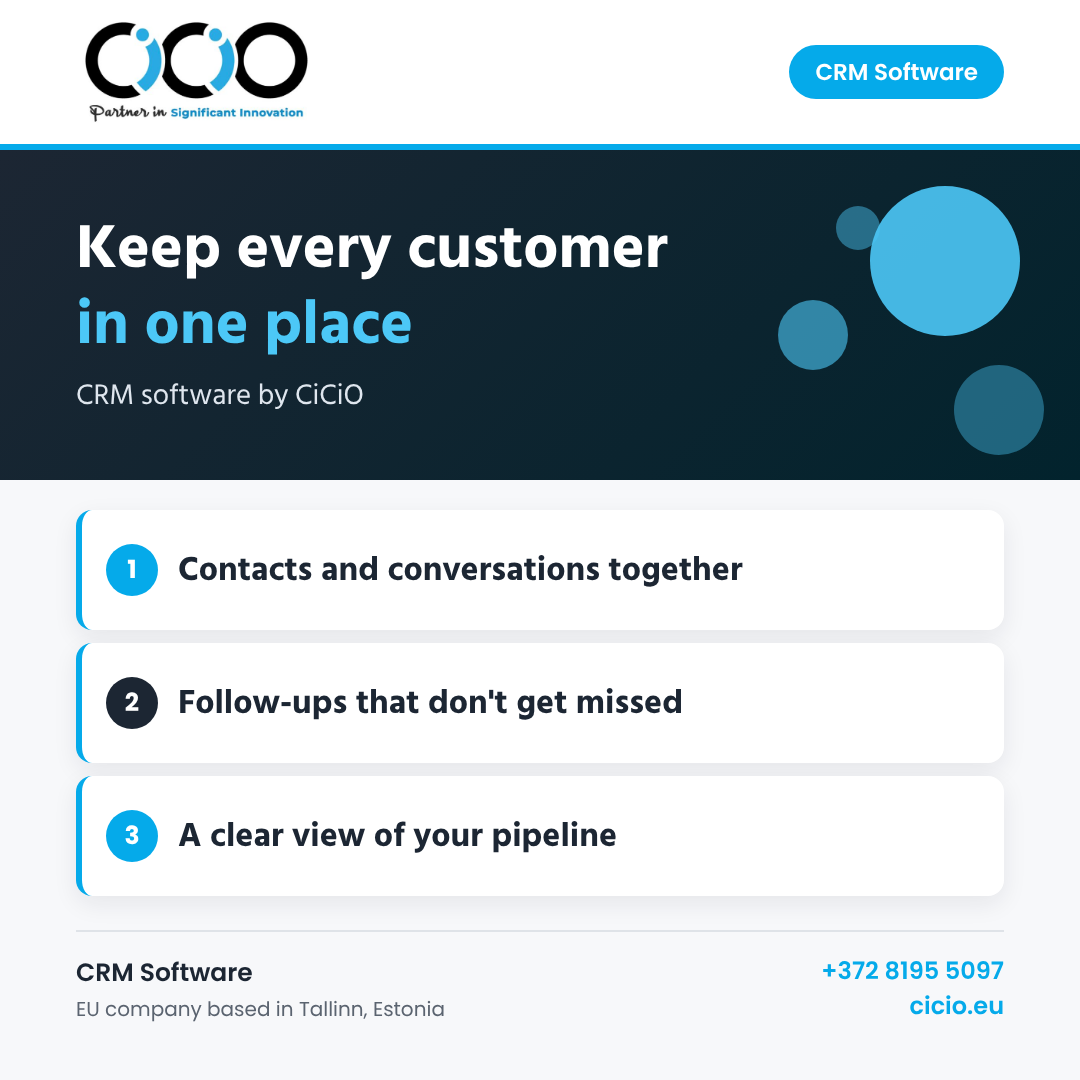 CiCiO
Partner in Significant Innovation
CRM Software
Keep every customer
in one place
CRM software by CiCiO
1 Contacts and conversations together
2 Follow-ups that don't get missed
3 A clear view of your pipeline
CRM Software
EU company based in Tallinn, Estonia
+372 8195 5097
cicio.eu